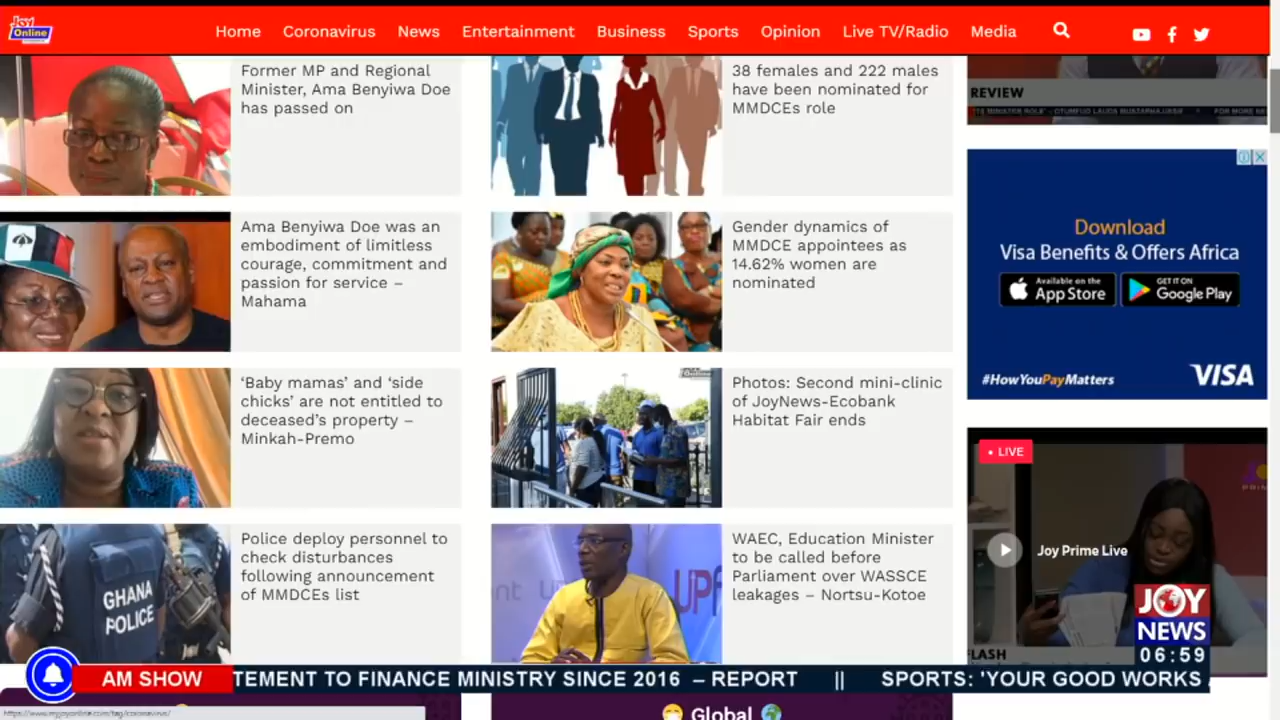 Joy
Online
Home Coronavirus News Entertainment Business Sports Opinion Live TV/Radio Media
Former MP and Regional
Minister, Ama Benyiwa Doe
has passed on
38 females and 222 males
have been nominated for
MMDCEs role
REVIEW
Ama Benyiwa Doe was an
embodiment of limitless
courage, commitment and
passion for service –
Mahama
Gender dynamics of
MMDCE appointees as
14.62% women are
nominated
Download
Visa Benefits & Offers Africa
Available on the
App Store
GET IT ON
Google Play
#HowYouPayMatters
VISA
‘Baby mamas’ and ‘side
chicks’ are not entitled to
deceased’s property –
Minkah-Premo
Photos: Second mini-clinic
of JoyNews-Ecobank
Habitat Fair ends
• LIVE
Joy Prime Live
Police deploy personnel to
check disturbances
following announcement
of MMDCEs list
GHANA
POLICE
WAEC, Education Minister
to be called before
Parliament over WASSCE
leakages – Nortsu-Kotoe
UPF
JOY
NEWS
06:59
FLASH
AM SHOW
TEMENT TO FINANCE MINISTRY SINCE 2016 – REPORT || SPORTS: 'YOUR GOOD WORKS
https://www.myjoyonline.com/tag/coronavirus/
Global